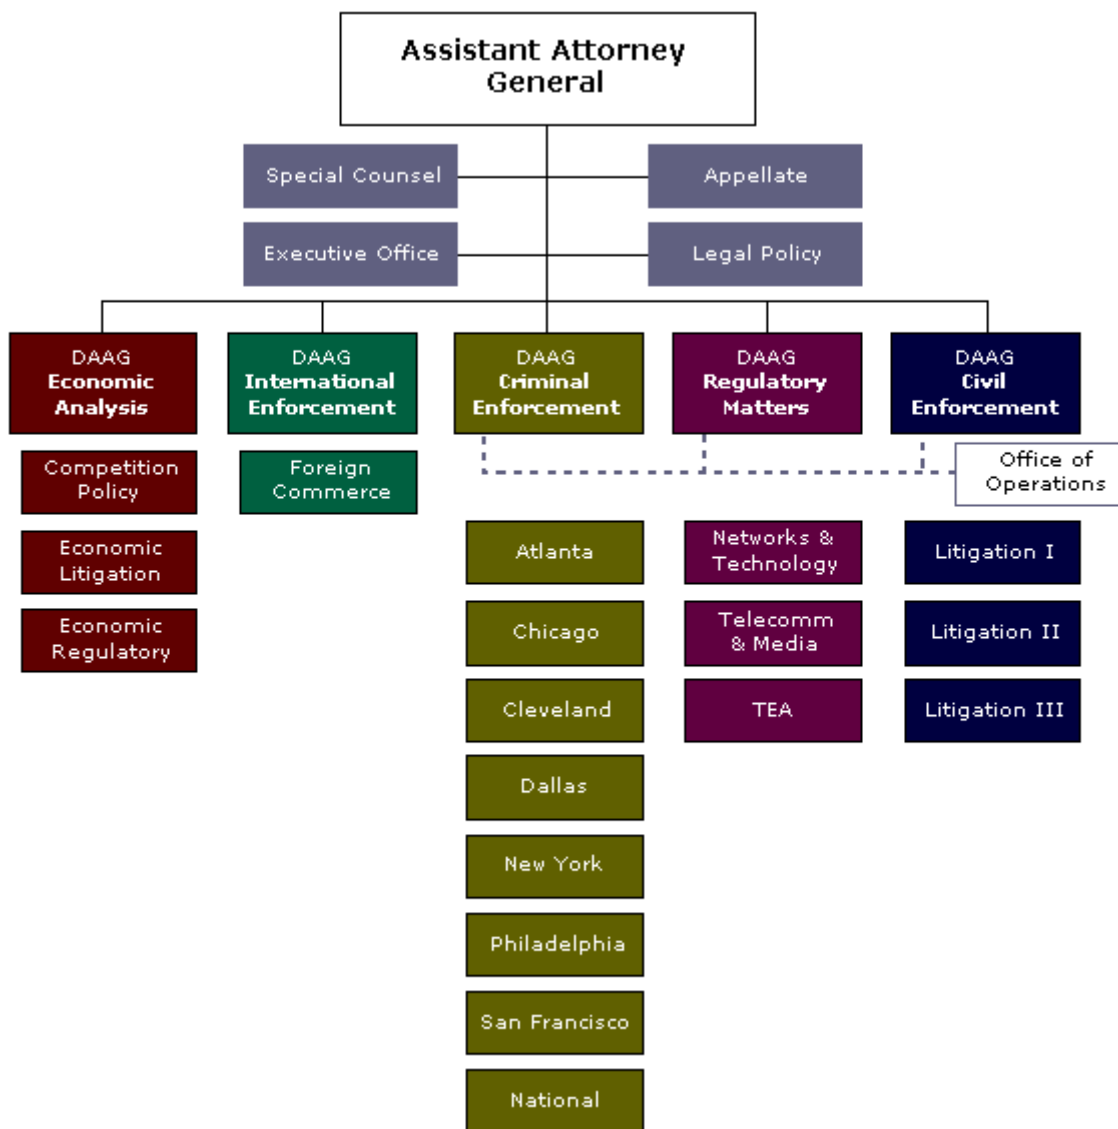 Assistant Attorney
General
Special Counsel
Appellate
Executive Office
Legal Policy
DAAG
Economic
Analysis
DAAG
International
Enforcement
DAAG
Criminal
Enforcement
DAAG
Regulatory
Matters
DAAG
Civil
Enforcement
Competition
Policy
Foreign
Commerce
Office of
Operations
Economic
Litigation
Atlanta
Networks &
Technology
Litigation I
Economic
Regulatory
Chicago
Telecomm
& Media
Litigation II
Cleveland
TEA
Litigation III
Dallas
New York
Philadelphia
San Francisco
National